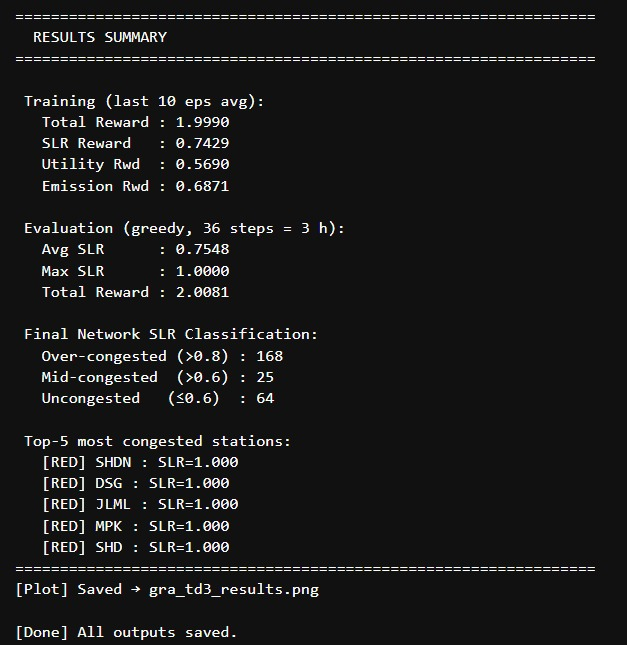 =================================================================
  RESULTS SUMMARY
=================================================================
 Training (last 10 eps avg):
   Total Reward : 1.9990
   SLR Reward   : 0.7429
   Utility Rwd  : 0.5690
   Emission Rwd : 0.6871
 Evaluation (greedy, 36 steps = 3 h):
   Avg SLR      : 0.7548
   Max SLR      : 1.0000
   Total Reward : 2.0081
 Final Network SLR Classification:
   Over-congested (>0.8) : 168
   Mid-congested  (>0.6) : 25
   Uncongested   (≤0.6)  : 64
 Top-5 most congested stations:
   [RED] SHDN : SLR=1.000
   [RED] DSG : SLR=1.000
   [RED] JLML : SLR=1.000
   [RED] MPK : SLR=1.000
   [RED] SHD : SLR=1.000
=================================================================
[Plot] Saved → gra_td3_results.png
[Done] All outputs saved.